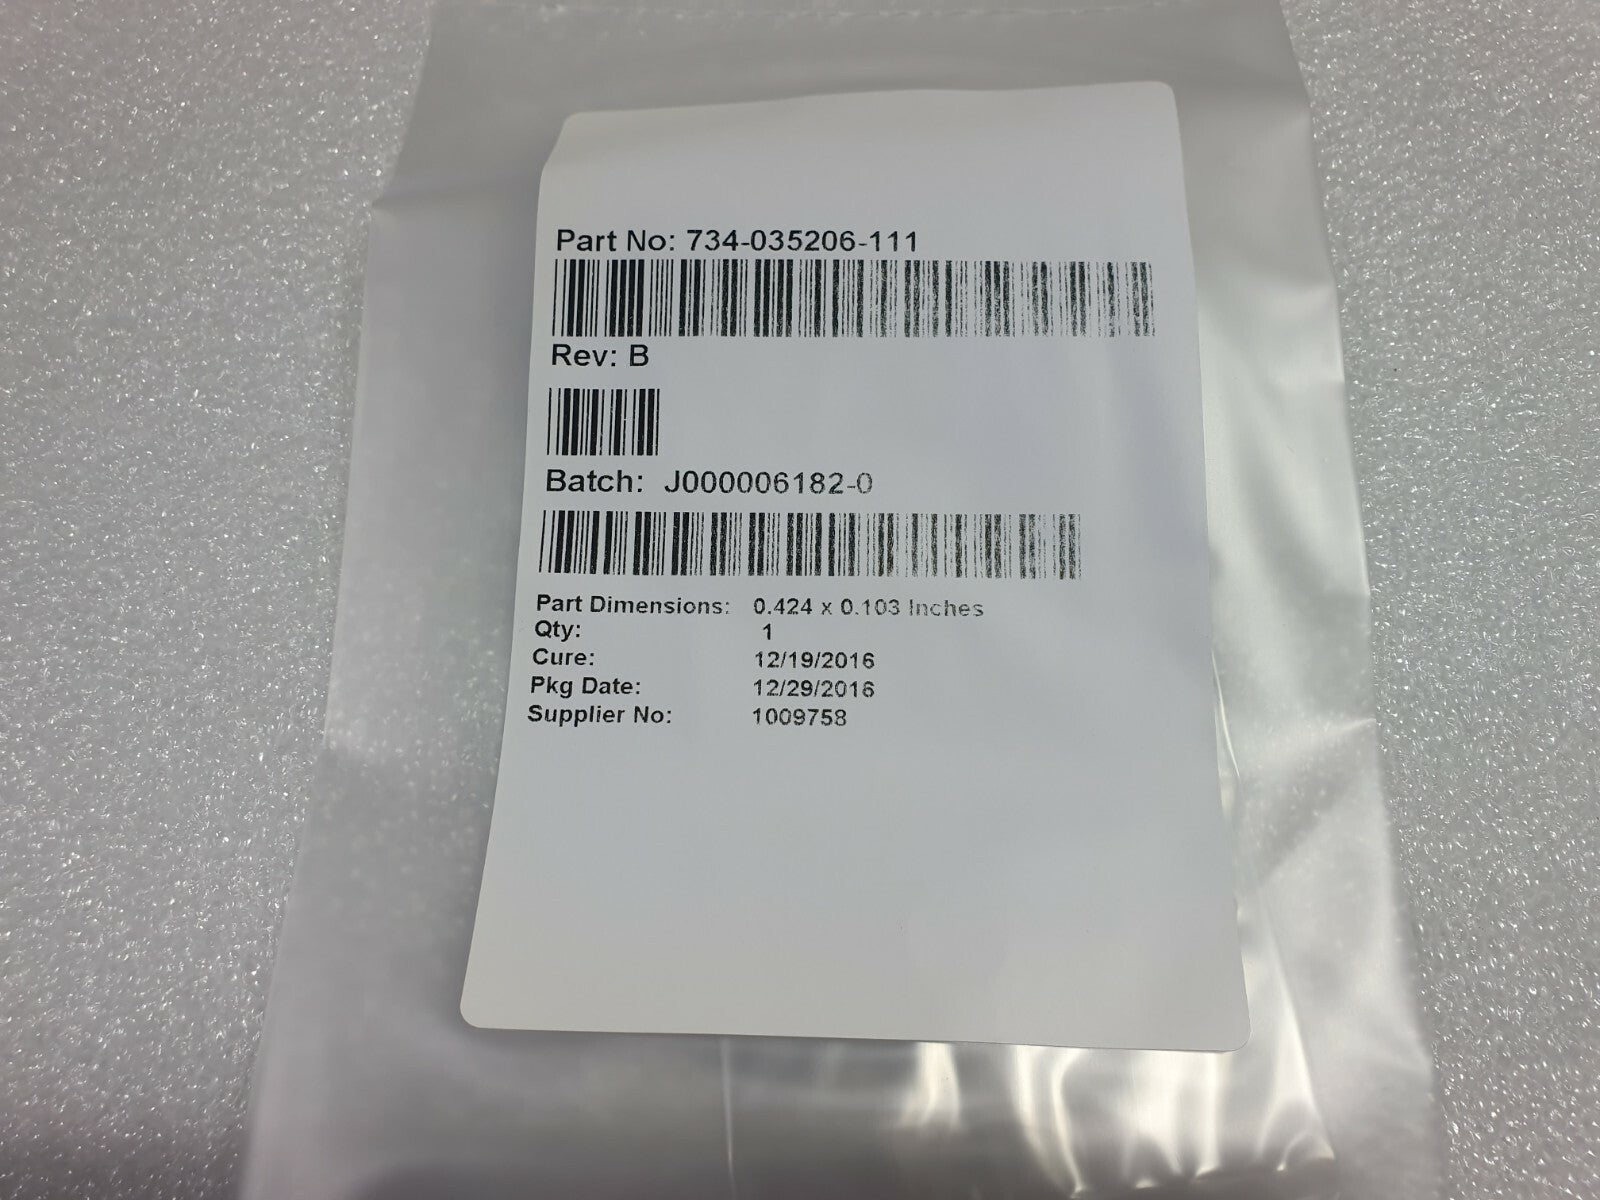 Part No: 734-035206-111
Rev: B
Batch: J000006182-0
Part Dimensions: 0.424 x 0.103 Inches
Qty: 1
Cure: 12/19/2016
Pkg Date: 12/29/2016
Supplier No: 1009758